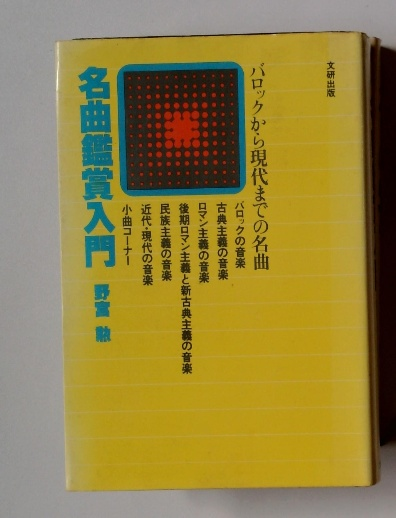 文研出版
バロックから現代までの名曲
バロックの音楽
古典主義の音楽
ロマン主義の音楽
後期ロマン主義と新古典主義の音楽
民族主義の音楽
近代・現代の音楽
小曲コーナー
名曲鑑賞入門
野宮 勲